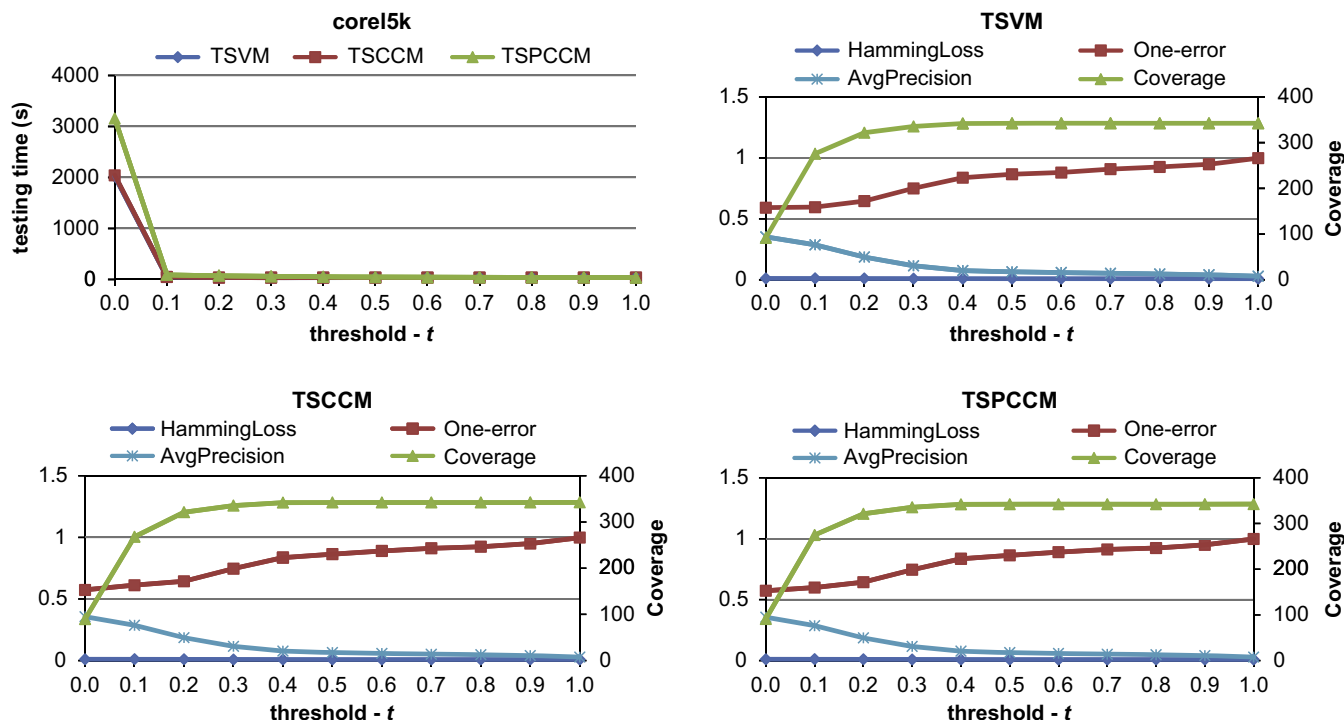 corel5k
TSVM TSCCM TSPCCM
4000
3000
2000
1000
0
testing time (s)
0.0 0.1 0.2 0.3 0.4 0.5 0.6 0.7 0.8 0.9 1.0
threshold - t
TSVM
HammingLoss One-error
AvgPrecision Coverage
1.5
1
0.5
0
400
300
200
100
0
Coverage
0.0 0.1 0.2 0.3 0.4 0.5 0.6 0.7 0.8 0.9 1.0
threshold - t
TSCCM
HammingLoss One-error
AvgPrecision Coverage
1.5
1
0.5
0
400
300
200
100
0
Coverage
0.0 0.1 0.2 0.3 0.4 0.5 0.6 0.7 0.8 0.9 1.0
threshold - t
TSPCCM
HammingLoss One-error
AvgPrecision Coverage
1.5
1
0.5
0
400
300
200
100
0
Coverage
0.0 0.1 0.2 0.3 0.4 0.5 0.6 0.7 0.8 0.9 1.0
threshold - t